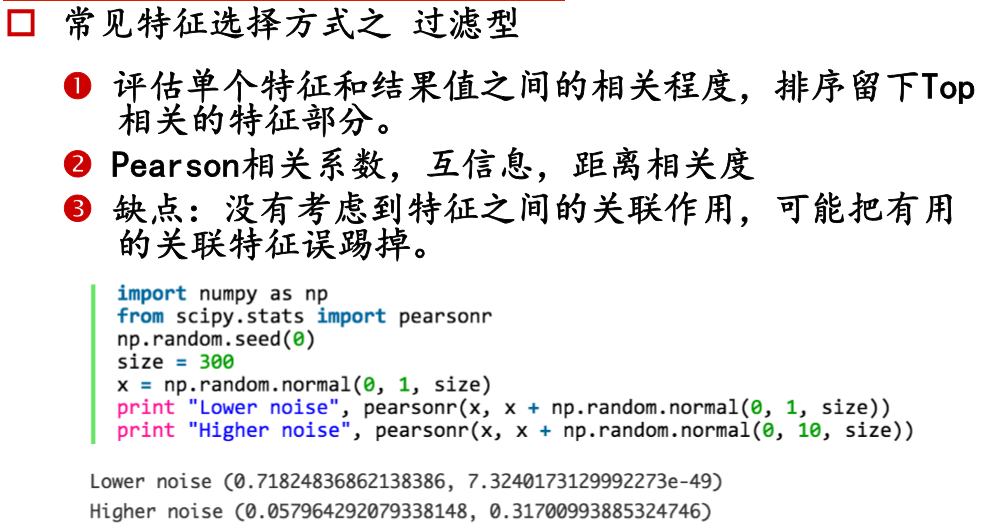 常见特征选择方式之 过滤型
❶ 评估单个特征和结果值之间的相关程度，排序留下Top
相关的特征部分。
❷ Pearson相关系数，互信息，距离相关度
❸ 缺点：没有考虑到特征之间的关联作用，可能把有用
的关联特征误踢掉。
import numpy as np
from scipy.stats import pearsonr
np.random.seed(0)
size = 300
x = np.random.normal(0, 1, size)
print "Lower noise", pearsonr(x, x + np.random.normal(0, 1, size))
print "Higher noise", pearsonr(x, x + np.random.normal(0, 10, size))
Lower noise (0.71824836862138386, 7.3240173129992273e-49)
Higher noise (0.057964292079338148, 0.31700993885324746)